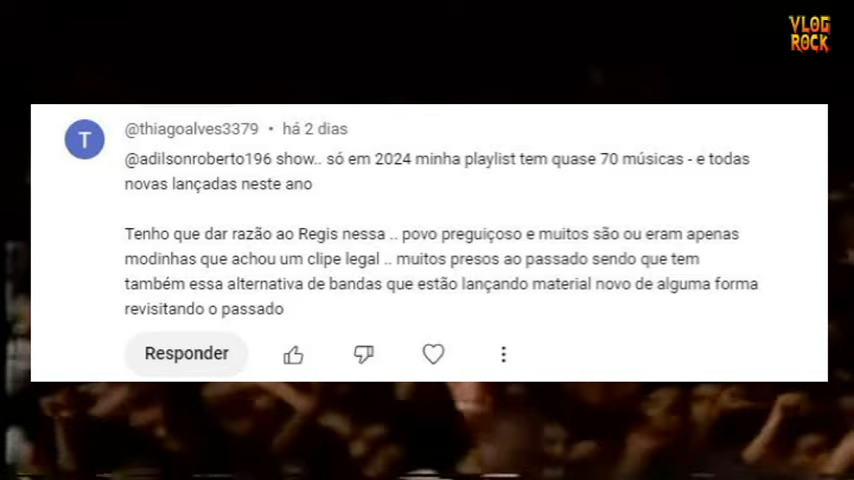 VLOG
ROCK
T
@thiagoalves3379 • há 2 dias
@adilsonroberto196 show.. só em 2024 minha playlist tem quase 70 músicas - e todas
novas lançadas neste ano
Tenho que dar razão ao Regis nessa .. povo preguiçoso e muitos são ou eram apenas
modinhas que achou um clipe legal .. muitos presos ao passado sendo que tem
também essa alternativa de bandas que estão lançando material novo de alguma forma
revisitando o passado
Responder